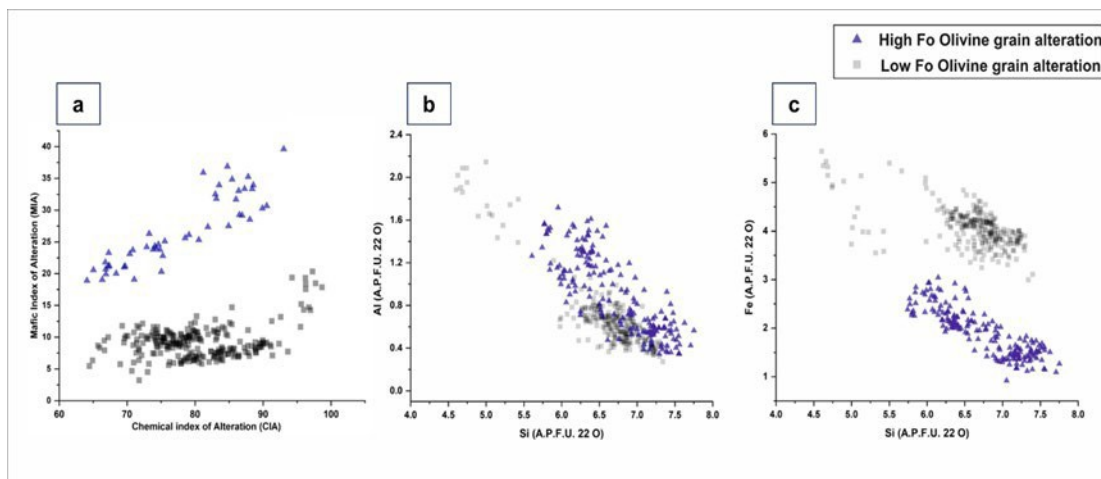 High Fo Olivine grain alteration
Low Fo Olivine grain alteration
a
b
c
40
35
30
25
20
15
10
5
0
Mafic Index of Alteration (MIA)
60 70 80 90 100
Chemical index of Alteration (CIA)
2.4
2.0
1.6
1.2
0.8
0.4
0.0
Al (A.P.F.U. 22 O)
4.0 4.5 5.0 5.5 6.0 6.5 7.0 7.5 8.0
Si (A.P.F.U. 22 O)
6
5
4
3
2
1
Fe (A.P.F.U. 22 O)
4.0 4.5 5.0 5.5 6.0 6.5 7.0 7.5 8.0
Si (A.P.F.U. 22 O)